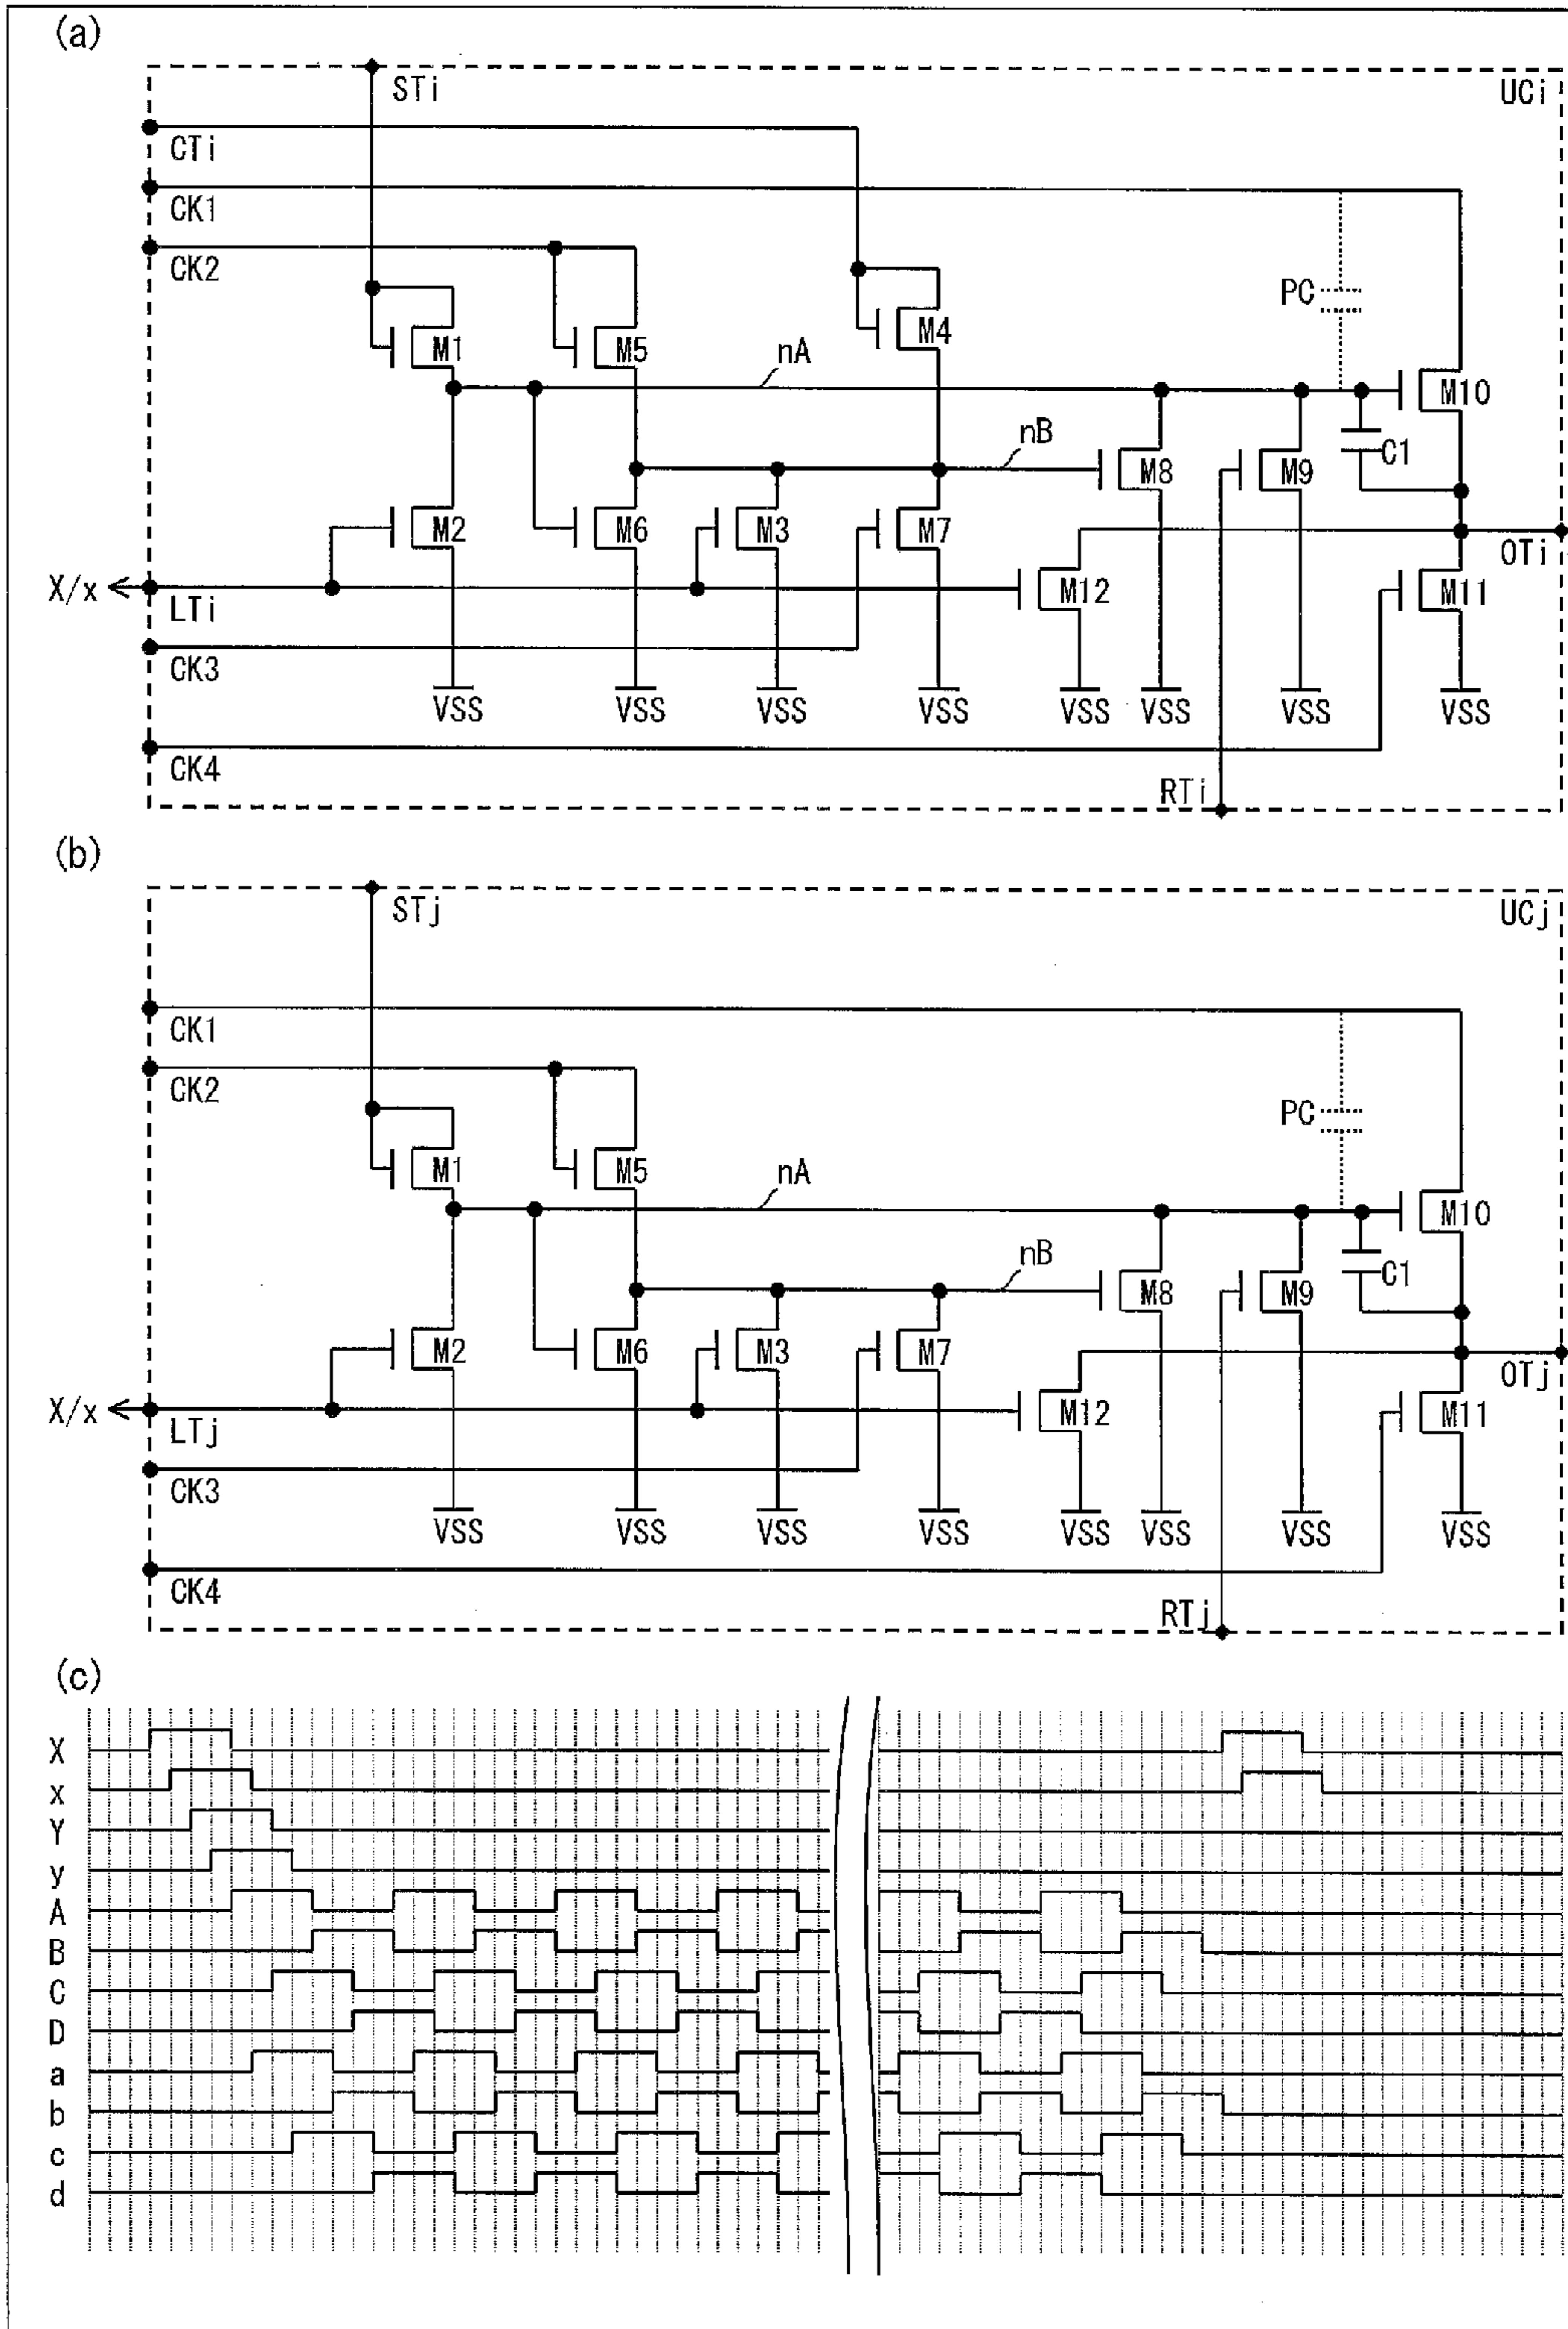 (a)
STi
UCi
CTi
CK1
CK2
PC
M1
M5
M4
nA
M10
nB
M8
M9
C1
M2
M6
M3
M7
OTi
X/x
LTi
M12
M11
CK3
VSS VSS VSS VSS VSS VSS VSS VSS
CK4
RTi
(b)
STj
UCj
CK1
CK2
PC
M1
M5
nA
M10
nB
M8
M9
C1
M2
M6
M3
M7
OTj
X/x
LTj
M12
M11
CK3
VSS VSS VSS VSS VSS VSS VSS VSS
CK4
RTj
(c)
X
x
Y
y
A
B
C
D
a
b
c
d